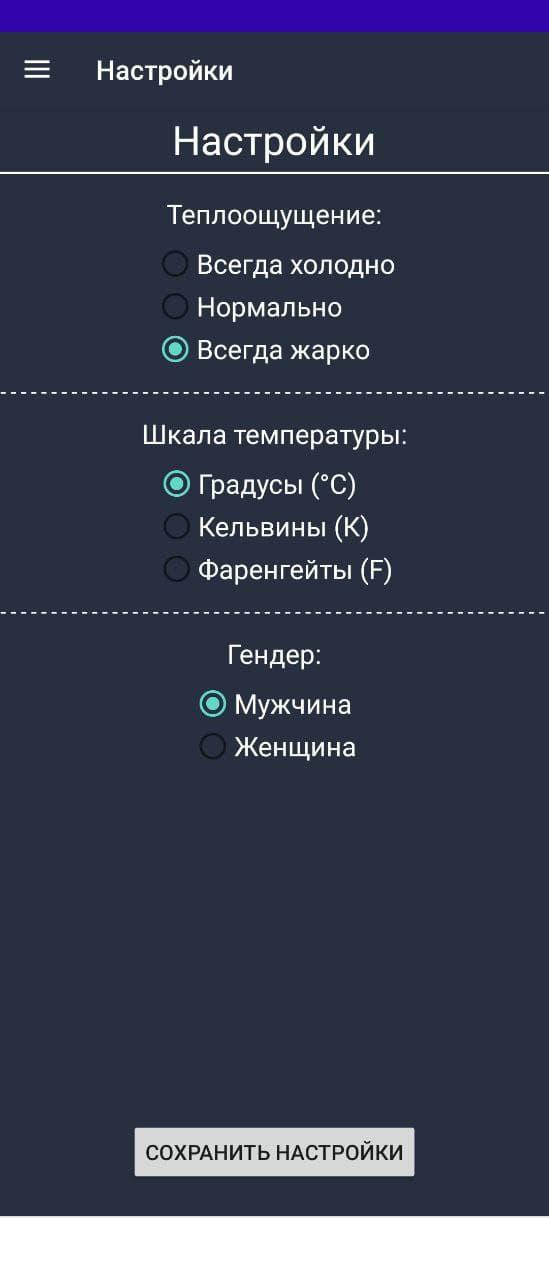 Настройки
Настройки
Теплоощущение:
Всегда холодно
Нормально
Всегда жарко
Шкала температуры:
Градусы (°C)
Кельвины (К)
Фаренгейты (F)
Гендер:
Мужчина
Женщина
СОХРАНИТЬ НАСТРОЙКИ